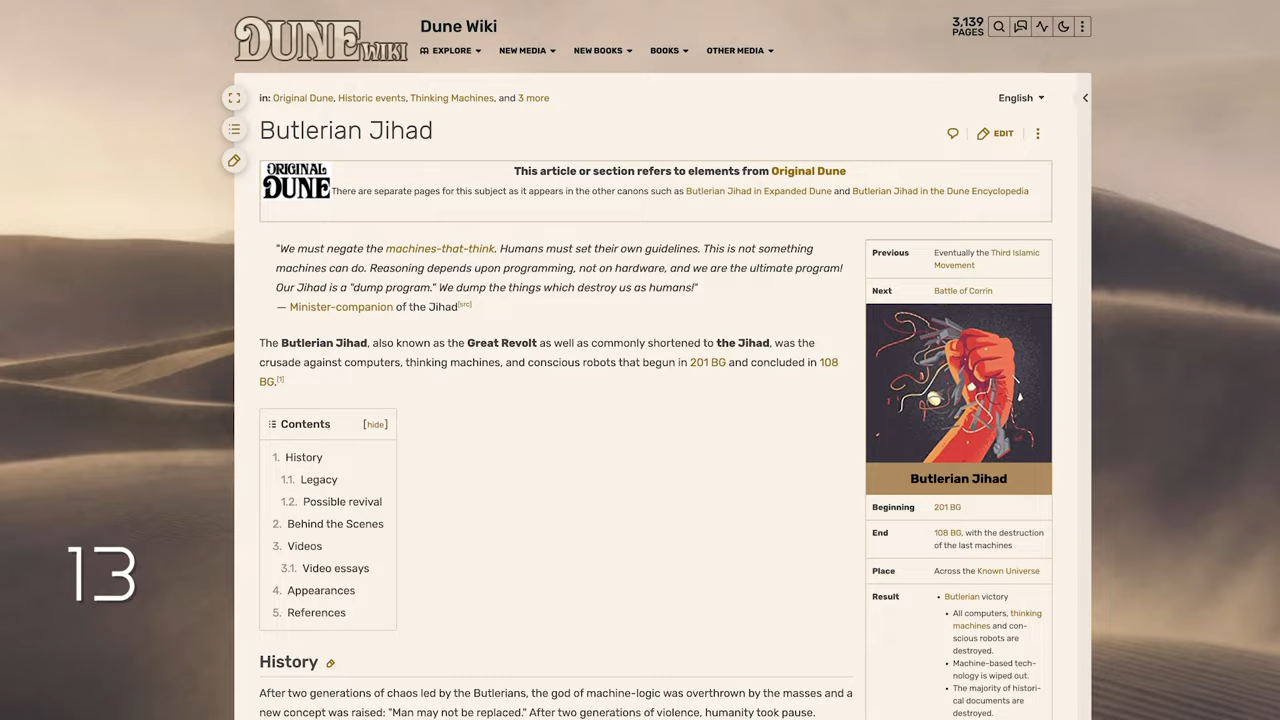 DUNE WIKI
Dune Wiki
EXPLORE NEW MEDIA NEW BOOKS BOOKS OTHER MEDIA
3,139
PAGES
in: Original Dune, Historic events, Thinking Machines, and 3 more
English
Butlerian Jihad
EDIT
ORIGINAL
DUNE
This article or section refers to elements from Original Dune
There are separate pages for this subject as it appears in the other canons such as Butlerian Jihad in Expanded Dune and Butlerian Jihad in the Dune Encyclopedia
"We must negate the machines-that-think. Humans must set their own guidelines. This is not something
machines can do. Reasoning depends upon programming, not on hardware, and we are the ultimate program!
Our Jihad is a "dump program." We dump the things which destroy us as humans!"
— Minister-companion of the Jihad[src]
The Butlerian Jihad, also known as the Great Revolt as well as commonly shortened to the Jihad, was the
crusade against computers, thinking machines, and conscious robots that begun in 201 BG and concluded in 108
BG.[1]
Contents [hide]
1. History
1.1. Legacy
1.2. Possible revival
2. Behind the Scenes
3. Videos
3.1. Video essays
4. Appearances
5. References
History
After two generations of chaos led by the Butlerians, the god of machine-logic was overthrown by the masses and a
new concept was raised: "Man may not be replaced." After two generations of violence, humanity took pause.
Previous Eventually the Third Islamic
Movement
Next Battle of Corrin
Butlerian Jihad
Beginning 201 BG
End 108 BG, with the destruction
of the last machines
Place Across the Known Universe
Result • Butlerian victory
• All computers, thinking
machines and con-
scious robots are
destroyed.
• Machine-based tech-
nology is wiped out.
• The majority of histori-
cal documents are
destroyed.
13